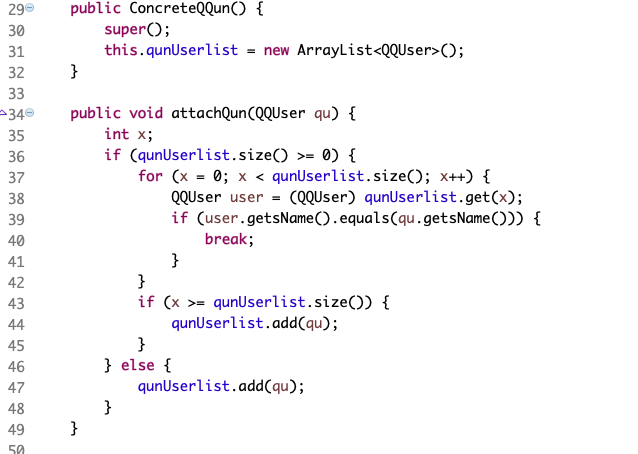 29 public ConcreteQQun() {
30 super();
31 this.qunUserlist = new ArrayList<QQUser>();
32 }
33
34 public void attachQun(QQUser qu) {
35 int x;
36 if (qunUserlist.size() >= 0) {
37 for (x = 0; x < qunUserlist.size(); x++) {
38 QQUser user = (QQUser) qunUserlist.get(x);
39 if (user.getsName().equals(qu.getsName())) {
40 break;
41 }
42 }
43 if (x >= qunUserlist.size()) {
44 qunUserlist.add(qu);
45 }
46 } else {
47 qunUserlist.add(qu);
48 }
49 }
50